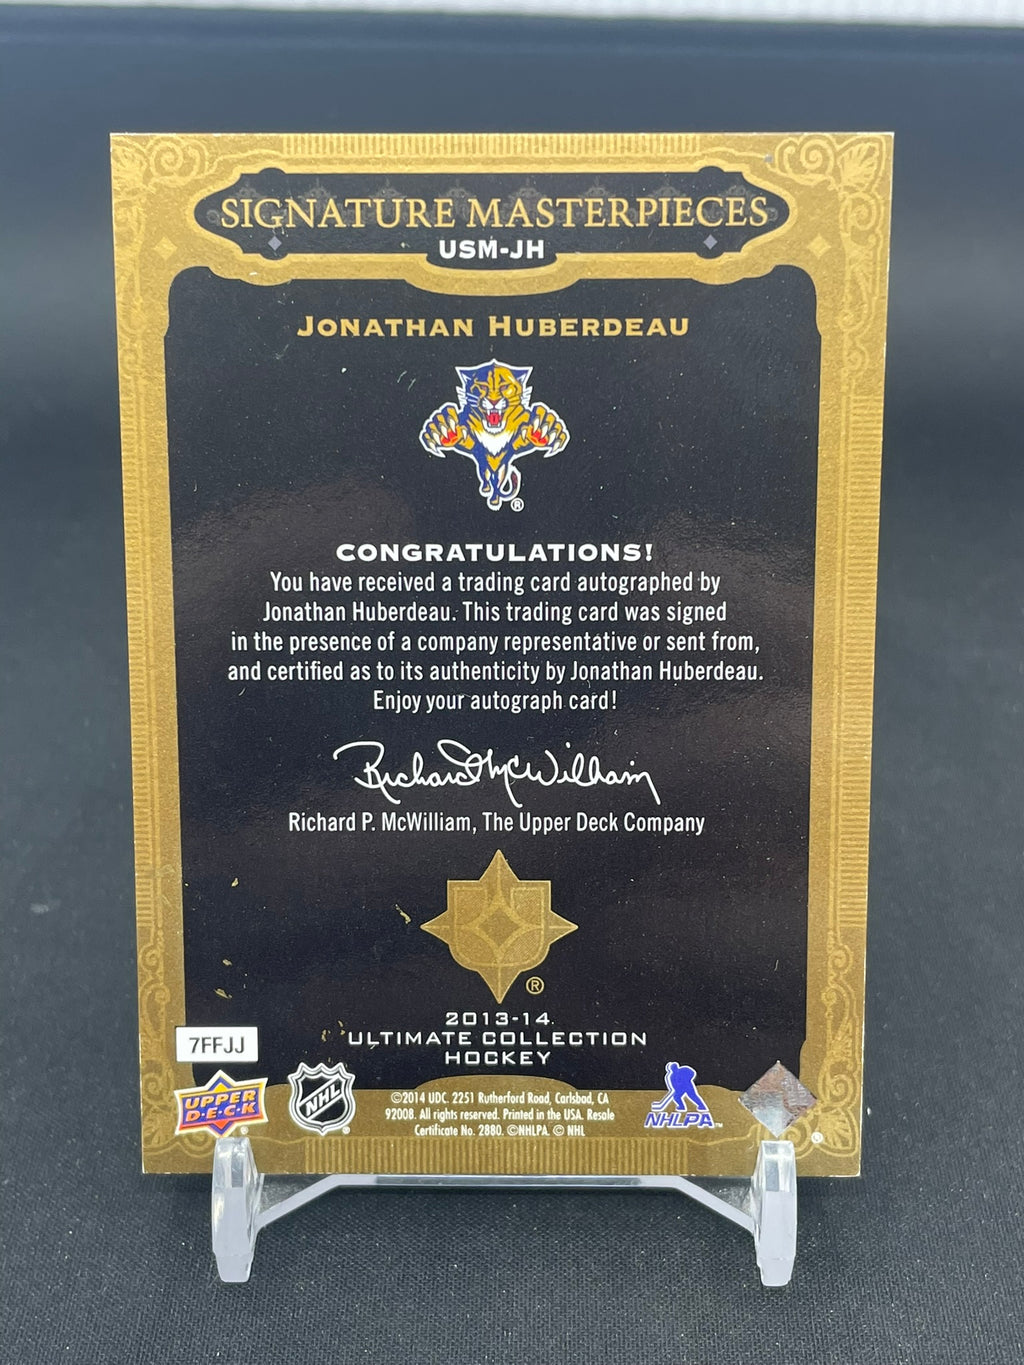 SIGNATURE MASTERPIECES
USM-JH
JONATHAN HUBERDEAU
®
CONGRATULATIONS!
You have received a trading card autographed by
Jonathan Huberdeau. This trading card was signed
in the presence of a company representative or sent from,
and certified as to its authenticity by Jonathan Huberdeau.
Enjoy your autograph card!
Richard McWilliam
Richard P. McWilliam, The Upper Deck Company
®
2013-14
ULTIMATE COLLECTION
HOCKEY
7FFJJ
UPPER
D•E•C•K
®
NHL
®
©2014 UDC. 2251 Rutherford Road, Carlsbad, CA
92008. All rights reserved. Printed in the USA. Resale
Certificate No. 2880. ©NHLPA. © NHL
NHLPA™
®